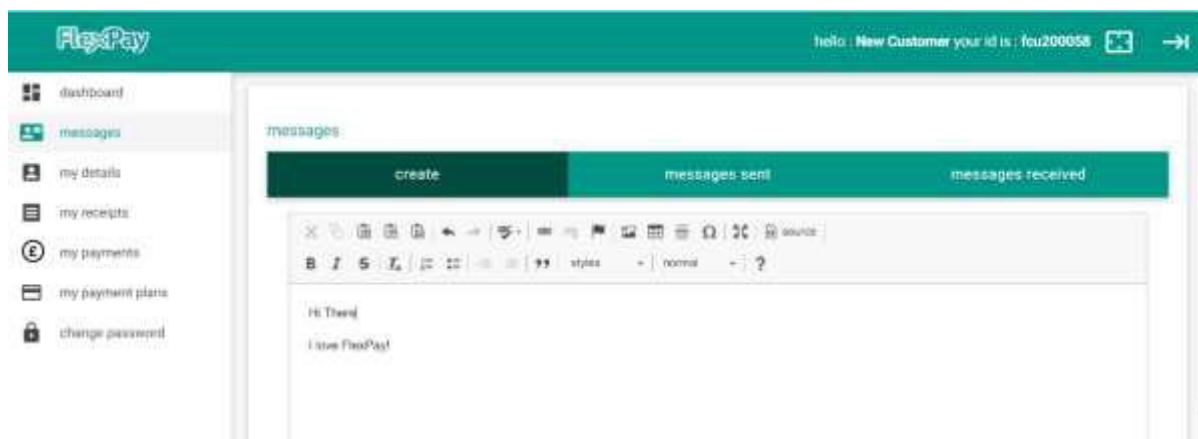 FlexPay
hello : New Customer your id is : fcu200058
dashboard
messages
my details
my receipts
my payments
my payment plans
change password
messages
create messages sent messages received
Ω source
B I S Tx styles normal ?
Hi There
I love FlexPay!